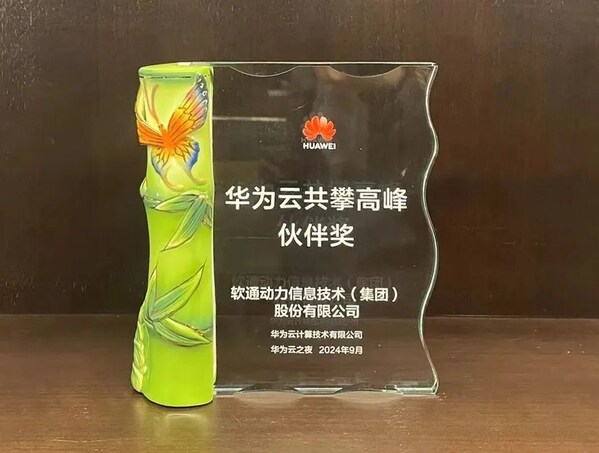 HUAWEI
华为云共攀高峰
伙伴奖
软通动力信息技术（集团）
股份有限公司
华为云计算技术有限公司
华为云之夜 2024年9月